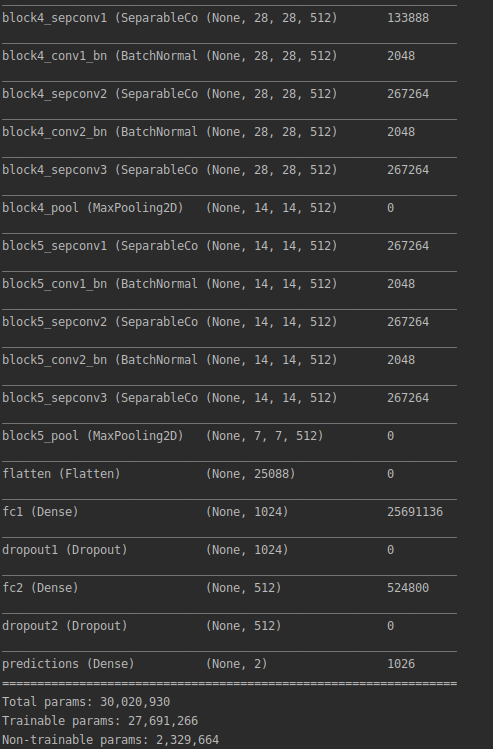 block4_sepconv1 (SeparableCo (None, 28, 28, 512) 133888
block4_conv1_bn (BatchNormal (None, 28, 28, 512) 2048
block4_sepconv2 (SeparableCo (None, 28, 28, 512) 267264
block4_conv2_bn (BatchNormal (None, 28, 28, 512) 2048
block4_sepconv3 (SeparableCo (None, 28, 28, 512) 267264
block4_pool (MaxPooling2D) (None, 14, 14, 512) 0
block5_sepconv1 (SeparableCo (None, 14, 14, 512) 267264
block5_conv1_bn (BatchNormal (None, 14, 14, 512) 2048
block5_sepconv2 (SeparableCo (None, 14, 14, 512) 267264
block5_conv2_bn (BatchNormal (None, 14, 14, 512) 2048
block5_sepconv3 (SeparableCo (None, 14, 14, 512) 267264
block5_pool (MaxPooling2D) (None, 7, 7, 512) 0
flatten (Flatten) (None, 25088) 0
fc1 (Dense) (None, 1024) 25691136
dropout1 (Dropout) (None, 1024) 0
fc2 (Dense) (None, 512) 524800
dropout2 (Dropout) (None, 512) 0
predictions (Dense) (None, 2) 1026
=================================================================
Total params: 30,020,930
Trainable params: 27,691,266
Non-trainable params: 2,329,664